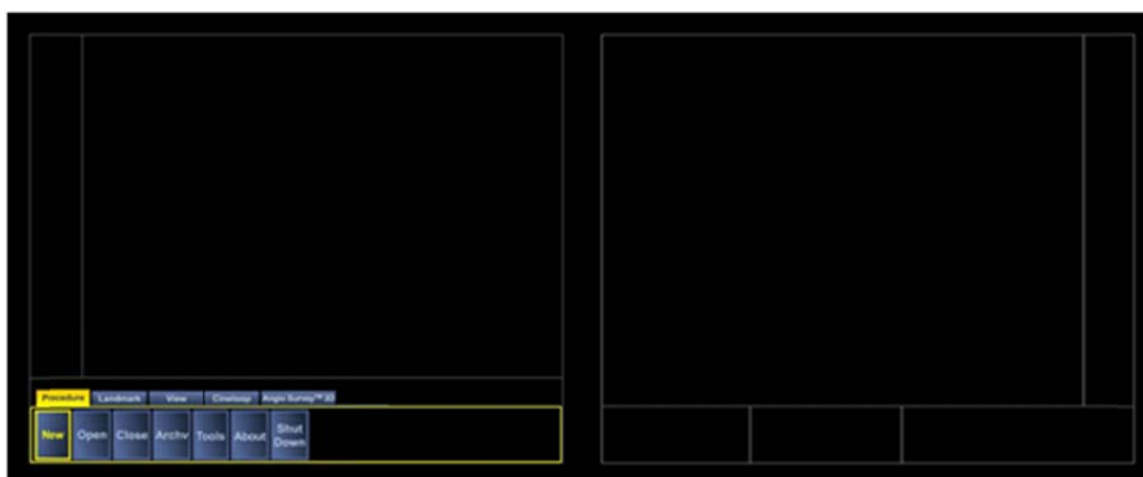 Procedure Landmark View Cineloop Angio Survey™ 3D
New Open Close Archv Tools About Shut
Down